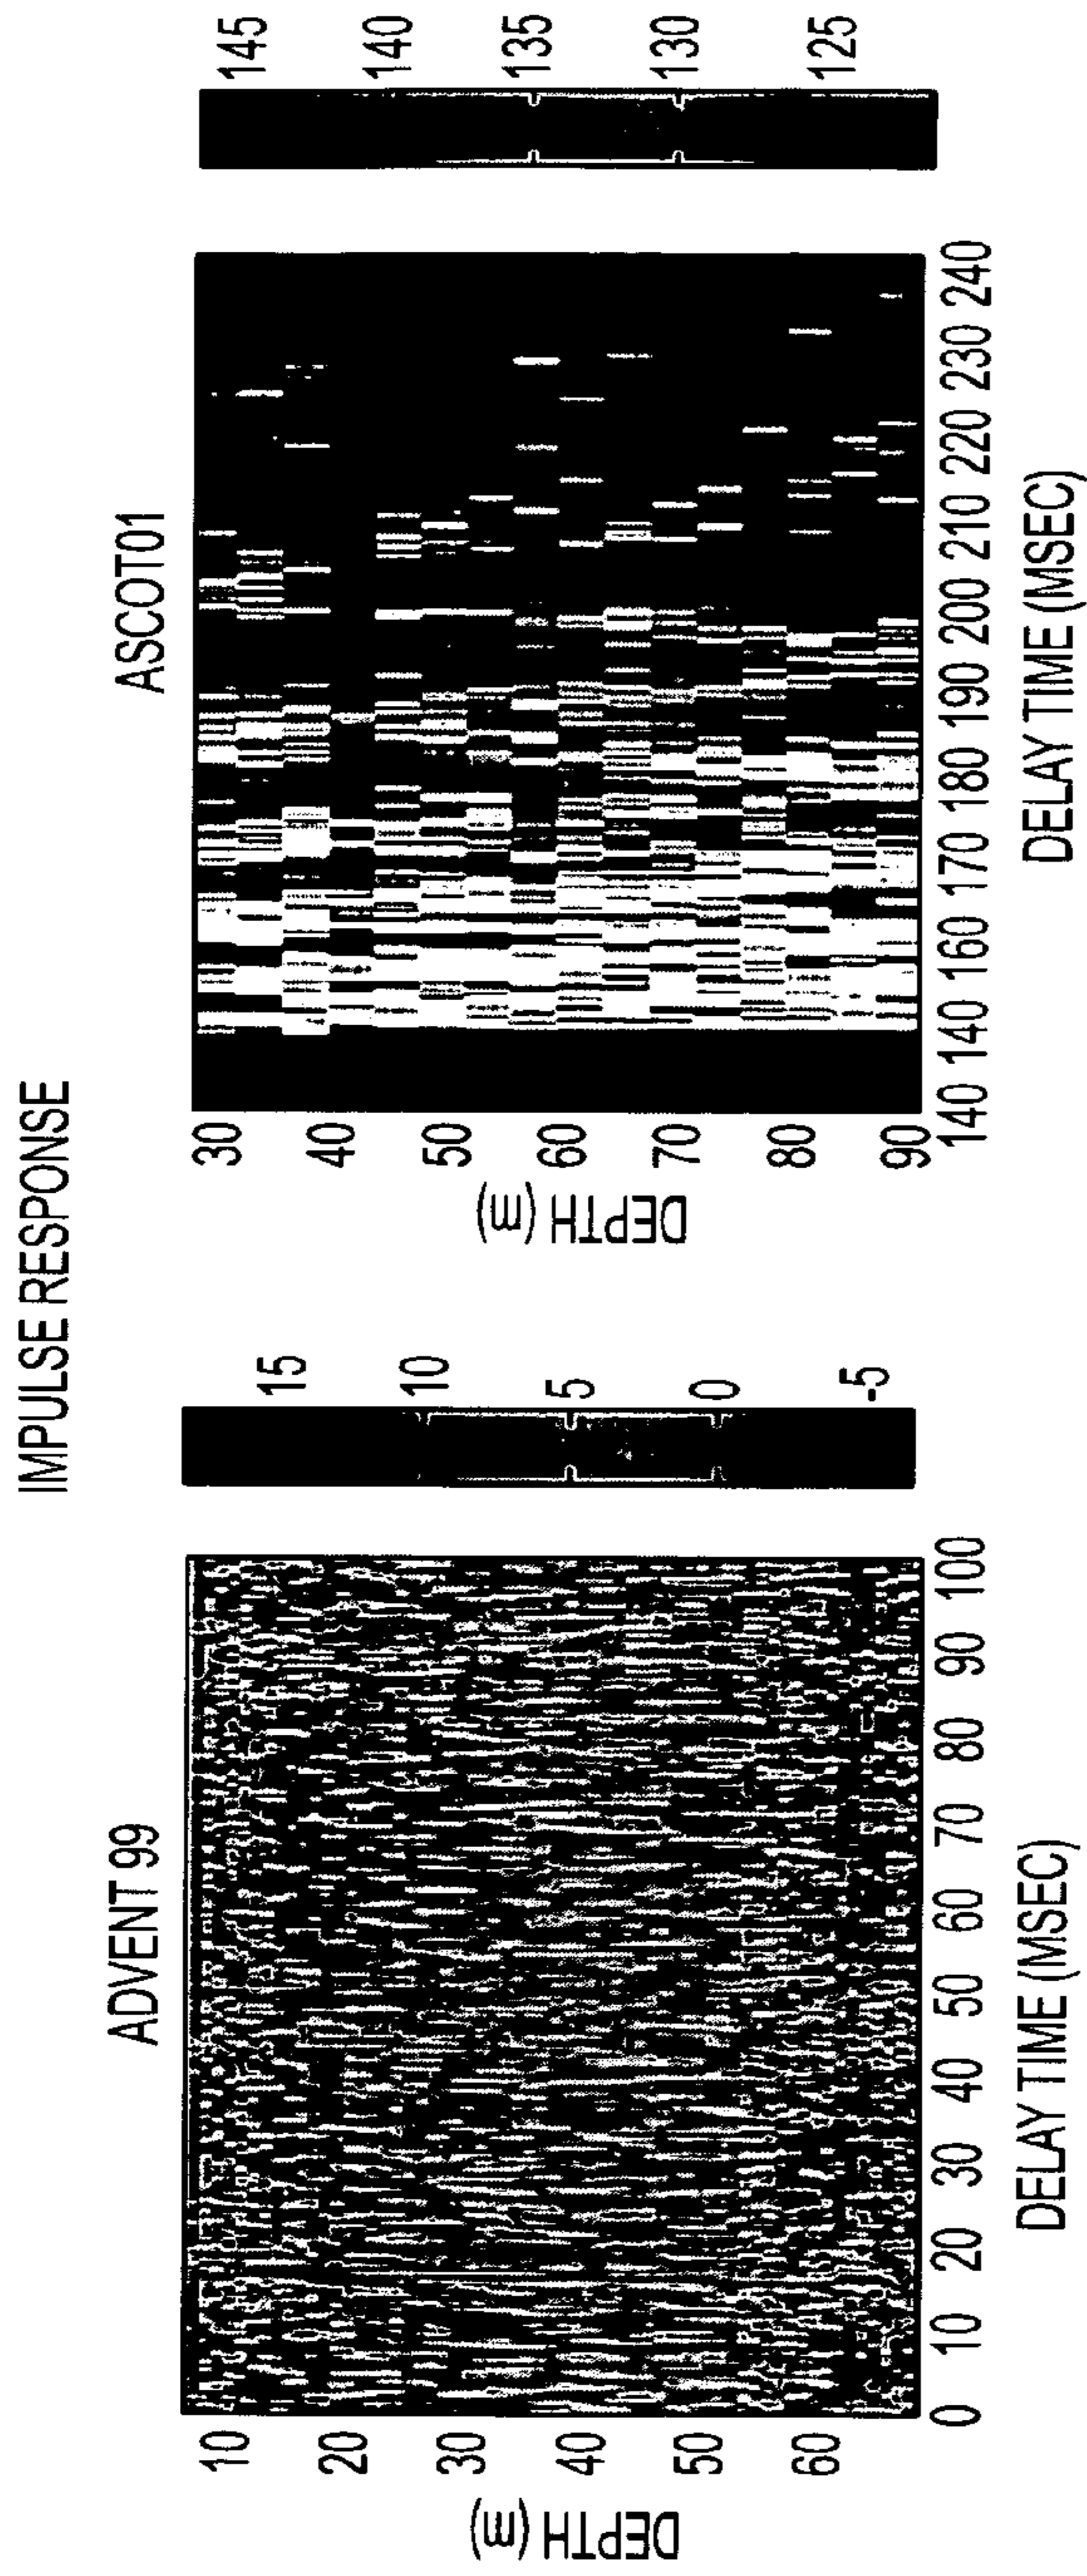 IMPULSE RESPONSE
ADVENT 99
DEPTH (m)
10
20
30
40
50
60
0 10 20 30 40 50 60 70 80 90 100
DELAY TIME (MSEC)
15
10
5
0
-5
ASCOT01
DEPTH (m)
30
40
50
60
70
80
90
140 140 160 170 180 190 200 210 220 230 240
DELAY TIME (MSEC)
145
140
135
130
125